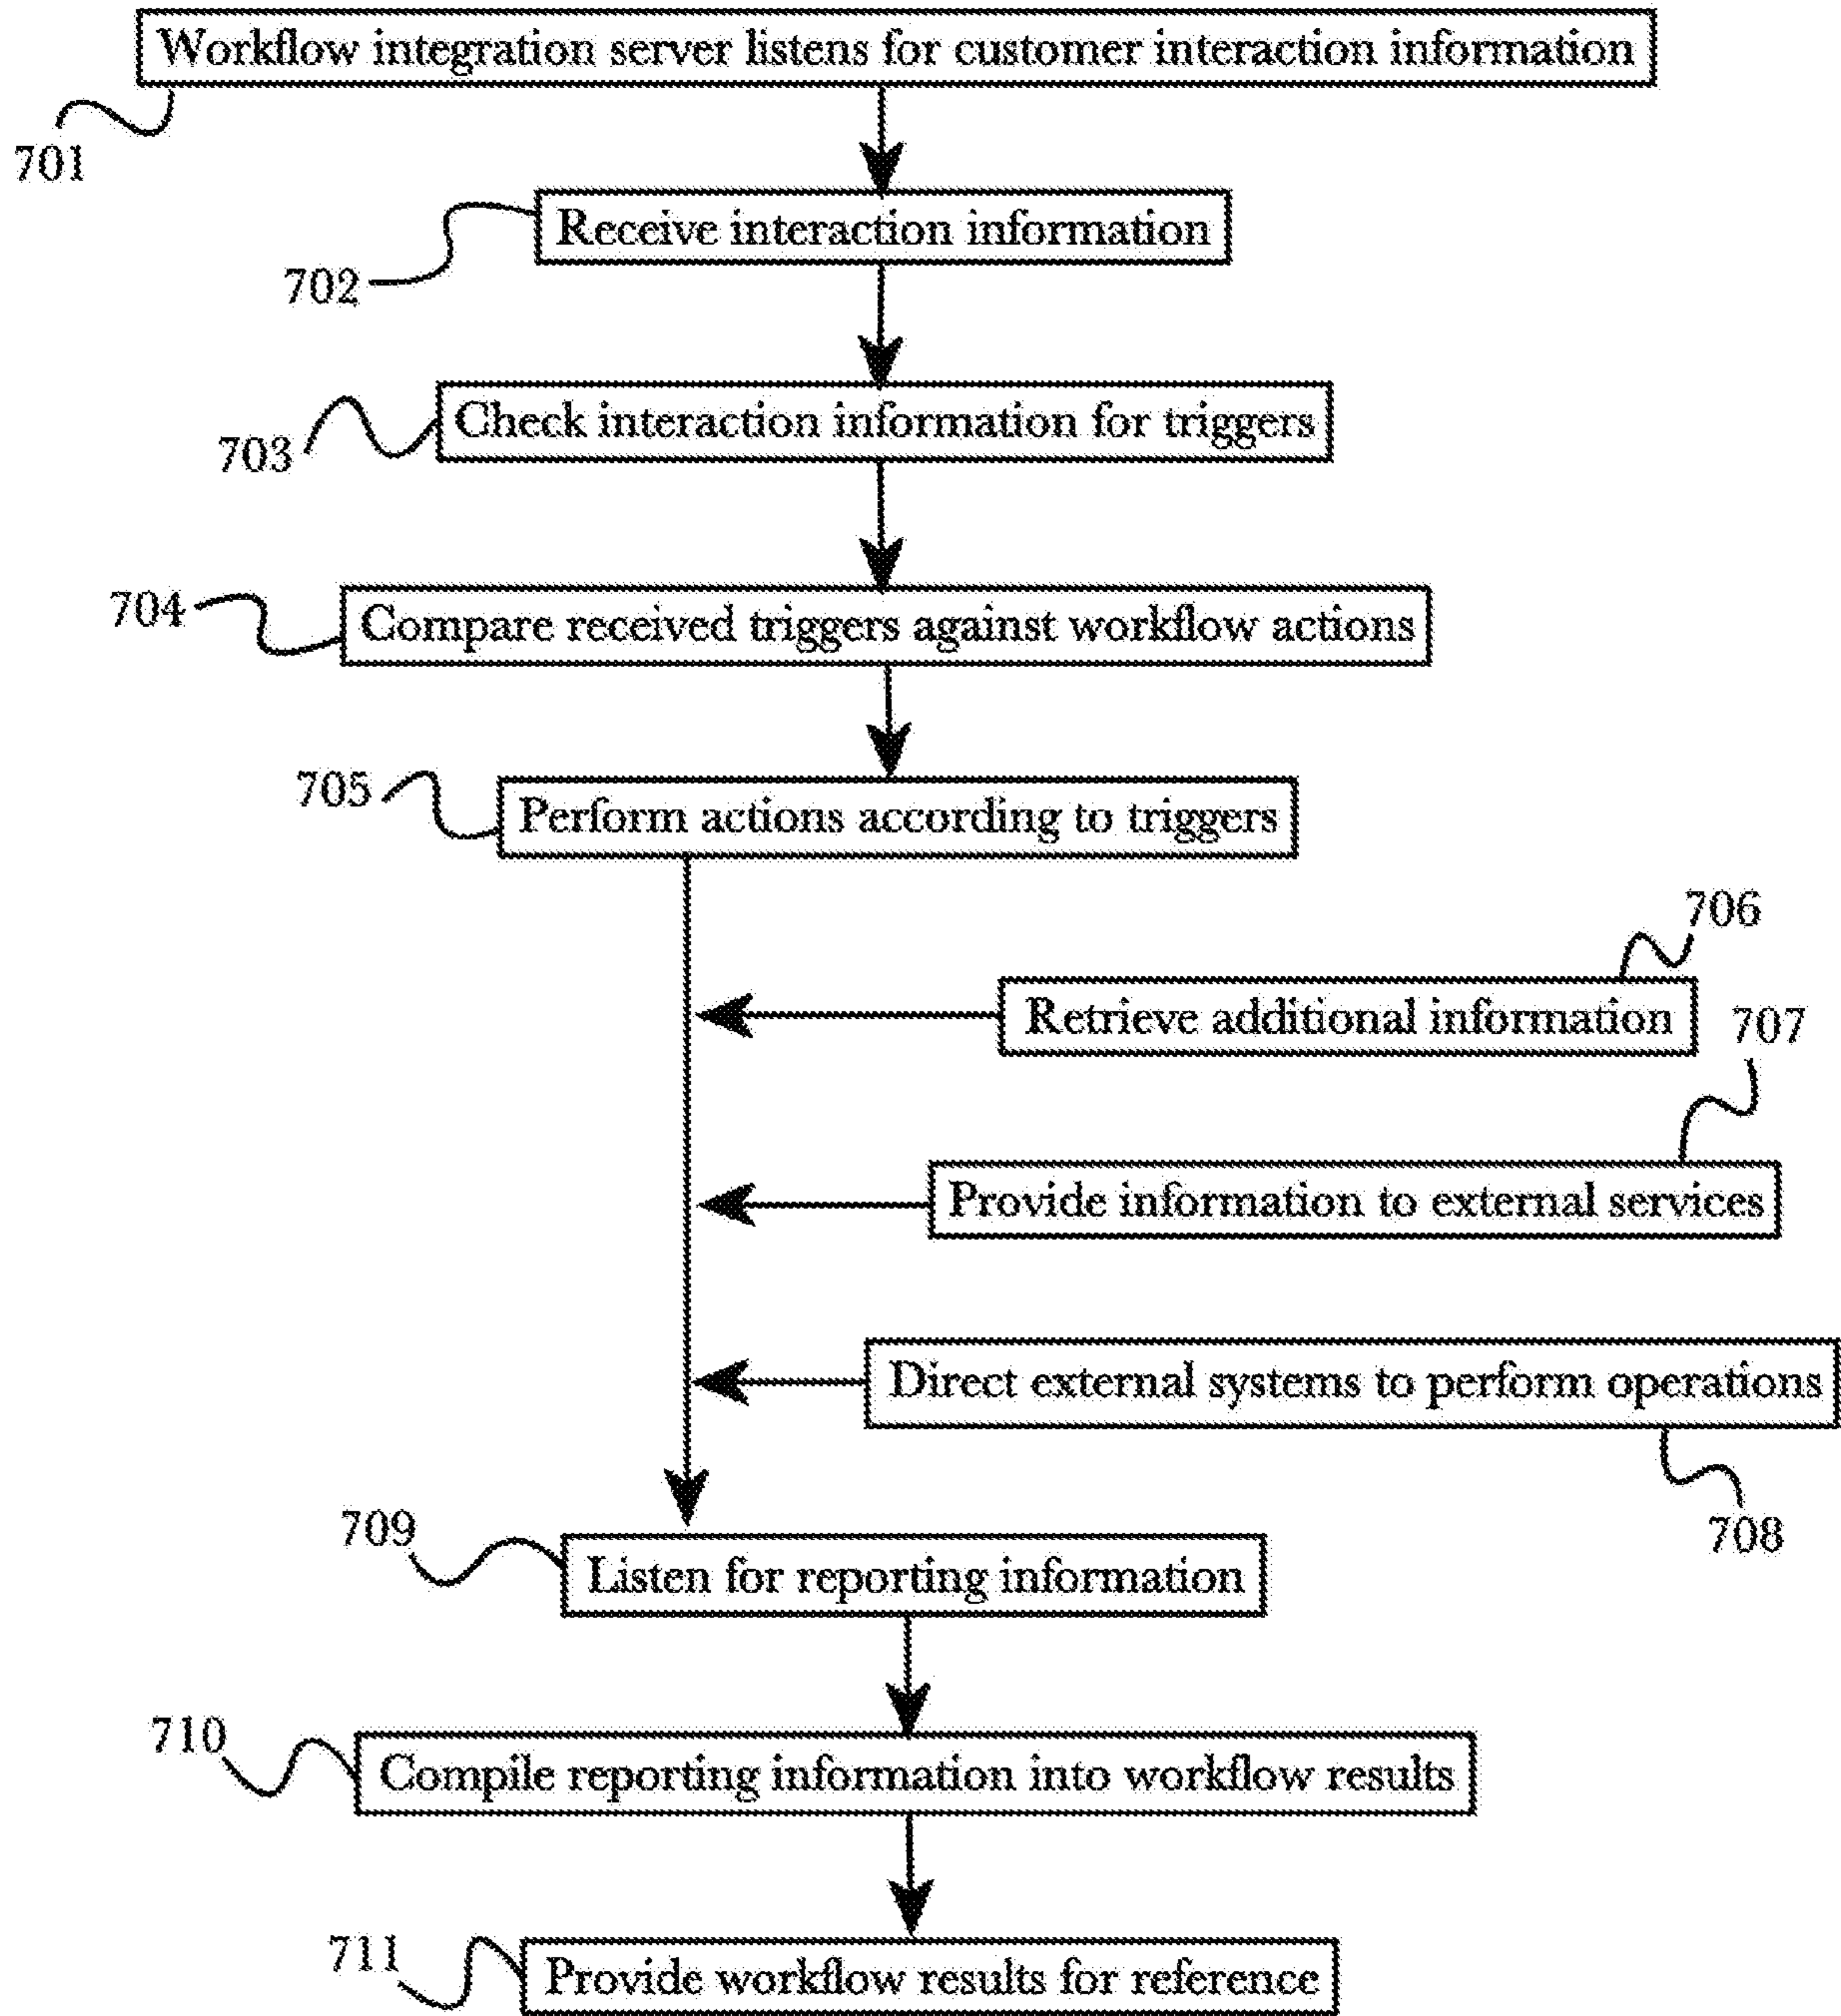 Workflow integration server listens for customer interaction information
701
Receive interaction information
702
Check interaction information for triggers
703
704
Compare received triggers against workflow actions
705
Perform actions according to triggers
706
Retrieve additional information
707
Provide information to external services
Direct external systems to perform operations
708
709
Listen for reporting information
710
Compile reporting information into workflow results
711
Provide workflow results for reference